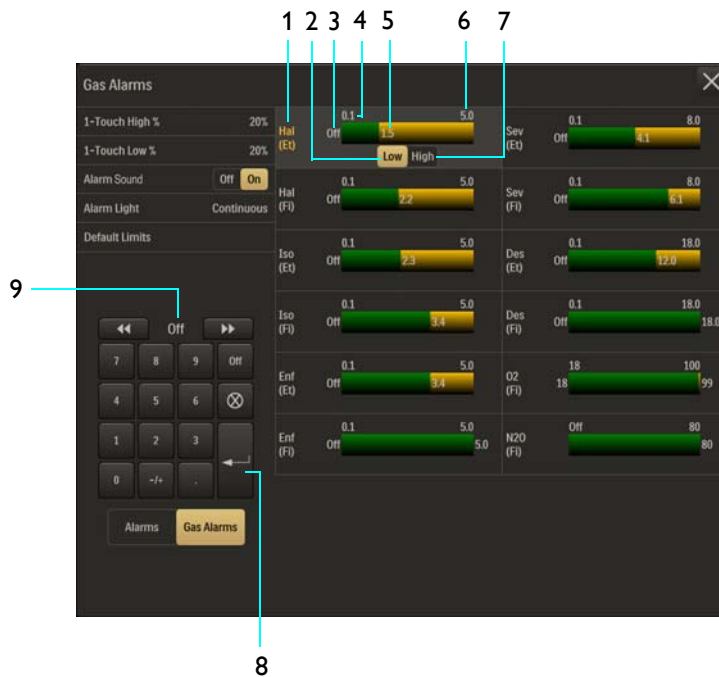 1 2 3 4 5 6 7
Gas Alarms
1-Touch High % 20%
1-Touch Low % 20%
Alarm Sound Off On
Alarm Light Continuous
Default Limits
Hal (Et) Off 0.1 1.5 5.0
Low High
Hal (Fi) Off 0.1 2.2 5.0
Iso (Et) Off 0.1 2.3 5.0
Iso (Fi) Off 0.1 3.4 5.0
Enf (Et) Off 0.1 3.4 5.0
Enf (Fi) Off 0.1 5.0 5.0
Sev (Et) Off 0.1 4.1 8.0
Sev (Fi) Off 0.1 6.1 8.0
Des (Et) Off 0.1 12.0 18.0
Des (Fi) Off 0.1 18.0 18.0
O2 (Fi) 18 18 100 99
N2O (Fi) Off 80 80
9
Off
7 8 9 Off
4 5 6
1 2 3
0 -/+ .
Alarms Gas Alarms
8